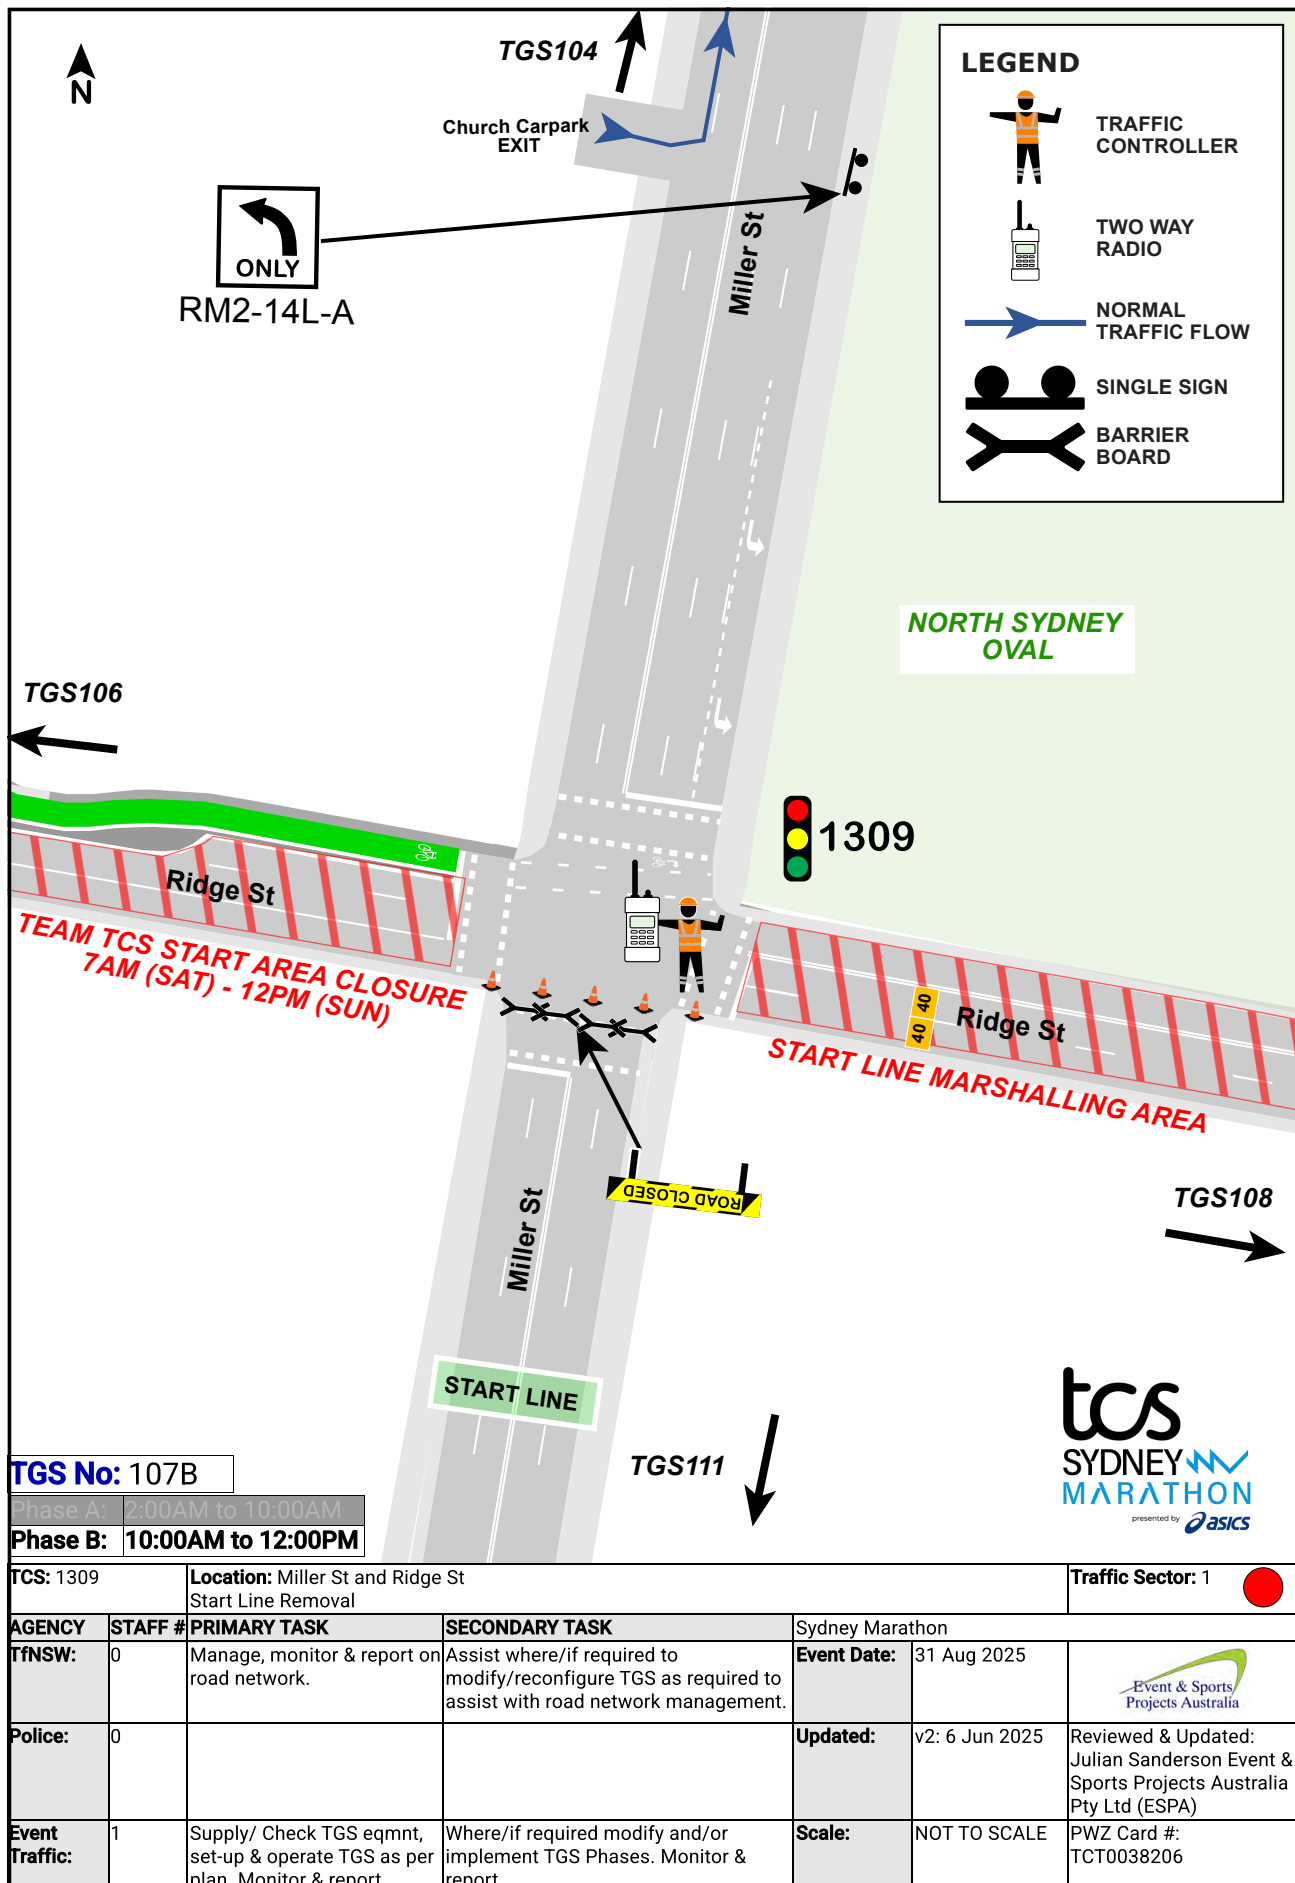 TGS104
N
Church Carpark
EXIT
ONLY
RM2-14L-A
Miller St
LEGEND
TRAFFIC
CONTROLLER
TWO WAY
RADIO
NORMAL
TRAFFIC FLOW
SINGLE SIGN
BARRIER
BOARD
NORTH SYDNEY
OVAL
TGS106
1309
Ridge St
TEAM TCS START AREA CLOSURE
7AM (SAT) - 12PM (SUN)
40
40
Ridge St
START LINE MARSHALLING AREA
ROAD CLOSED
Miller St
TGS108
START LINE
TGS111
tcs
SYDNEY
MARATHON
presented by asics
TGS No: 107B
Phase A: 2:00AM to 10:00AM
Phase B: 10:00AM to 12:00PM
TCS: 1309
Location: Miller St and Ridge St
Start Line Removal
Traffic Sector: 1
AGENCY STAFF # PRIMARY TASK SECONDARY TASK Sydney Marathon
TfNSW: 0
Manage, monitor & report on
road network.
Assist where/if required to
modify/reconfigure TGS as required to
assist with road network management.
Event Date: 31 Aug 2025
Event & Sports
Projects Australia
Police: 0
Updated: v2: 6 Jun 2025
Reviewed & Updated:
Julian Sanderson Event &
Sports Projects Australia
Pty Ltd (ESPA)
Event
Traffic:
1
Supply/ Check TGS eqmnt,
set-up & operate TGS as per
plan. Monitor & report
Where/if required modify and/or
implement TGS Phases. Monitor &
report
Scale: NOT TO SCALE
PWZ Card #:
TCT0038206